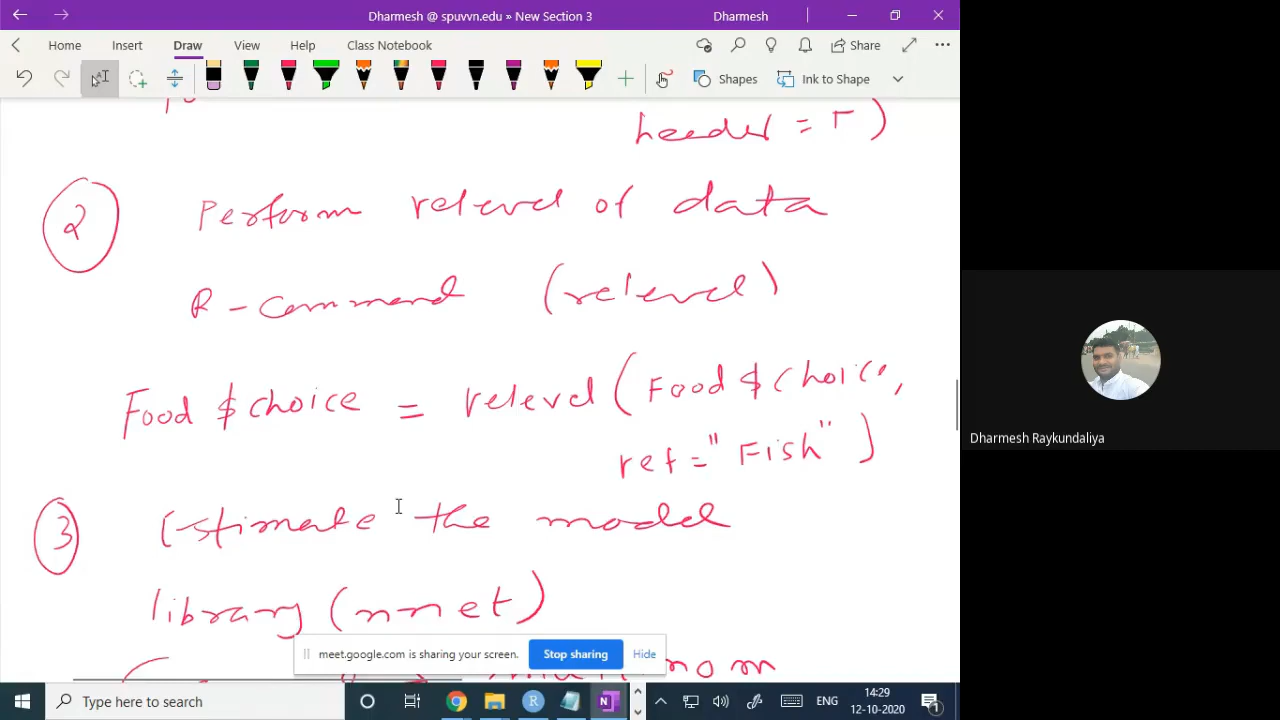 Dharmesh @ spuvvn.edu » New Section 3
Dharmesh
Home Insert Draw View Help Class Notebook
Share
Shapes
Ink to Shape
header = T )
2 Perform relevel of data
R - command (relevel)
Food $ choice = relevel ( Food $ choice,
ref = "Fish" )
3 Estimate the model
library (nnet)
meet.google.com is sharing your screen.
Stop sharing
Hide
Dharmesh Raykundaliya
Type here to search
ENG
14:29
12-10-2020
1